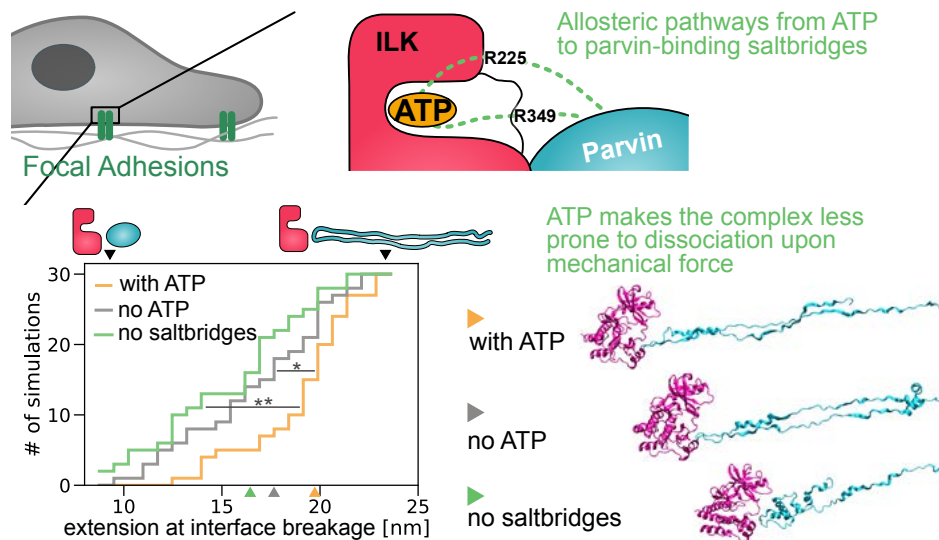 Focal Adhesions
ILK
ATP
R225
R349
Parvin
Allosteric pathways from ATP
to parvin-binding saltbridges
ATP makes the complex less
prone to dissociation upon
mechanical force
# of simulations
30
20
10
0
with ATP
no ATP
no saltbridges
*
**
10
15
20
25
extension at interface breakage [nm]
with ATP
no ATP
no saltbridges